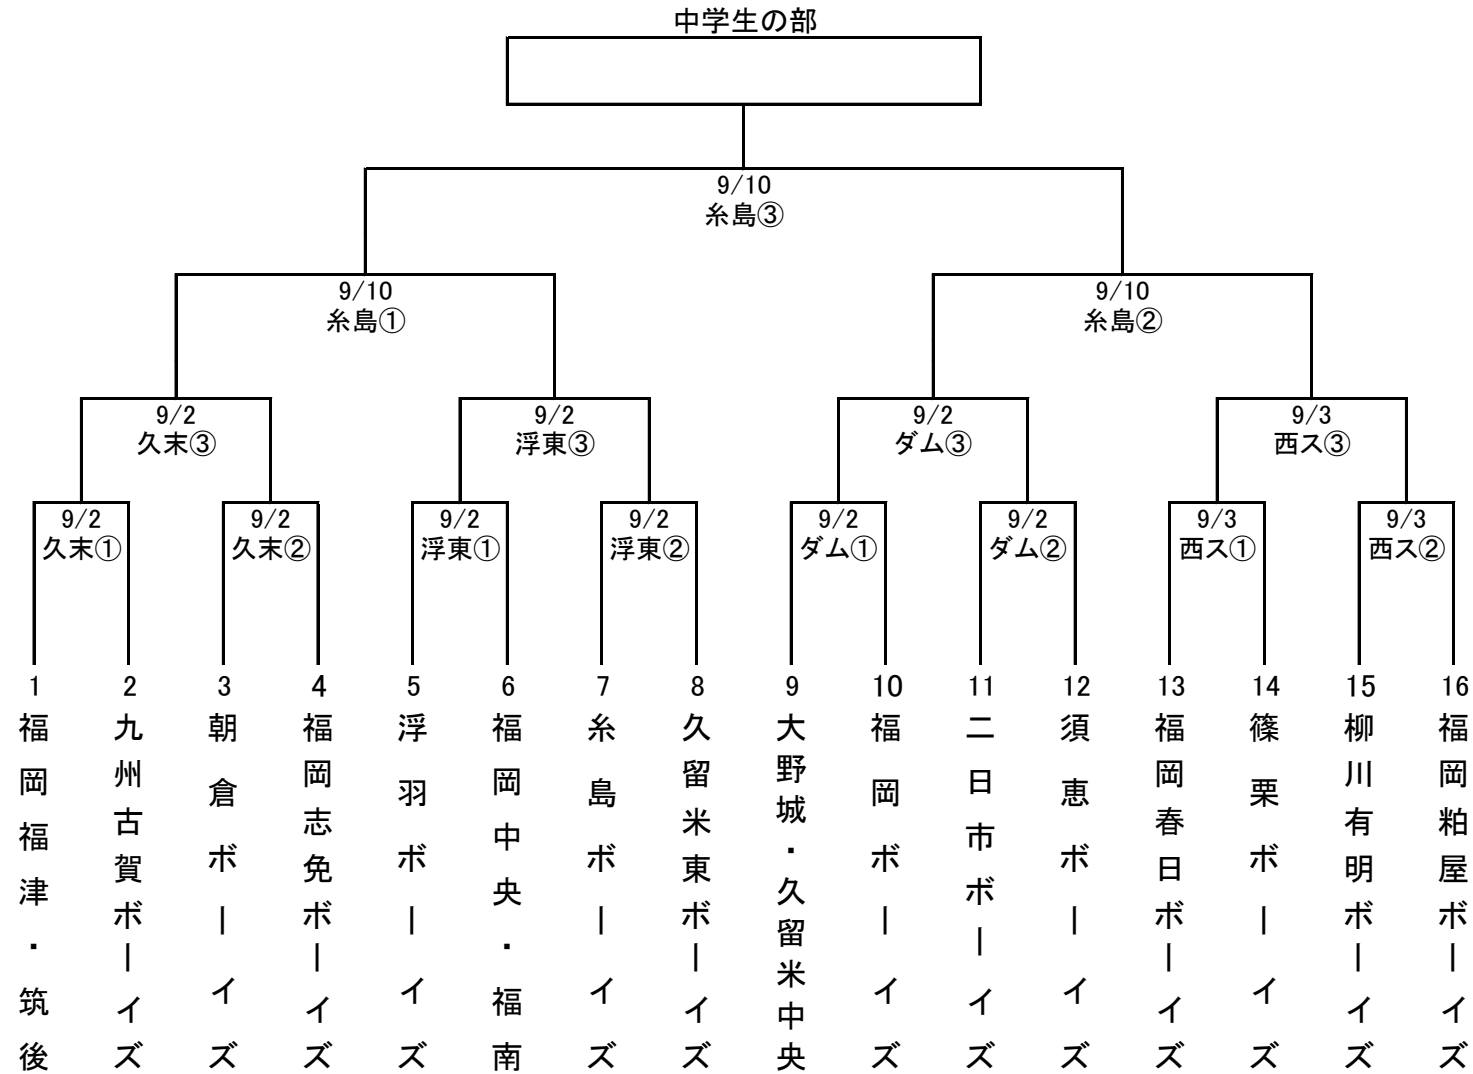 中学生の部
9/10
糸島③
9/10
糸島①
9/10
糸島②
9/2
久末③
9/2
浮東③
9/2
ダム③
9/3
西ス③
9/2
久末①
9/2
久末②
9/2
浮東①
9/2
浮東②
9/2
ダム①
9/2
ダム②
9/3
西ス①
9/3
西ス②
1
福岡福津・筑後
2
九州古賀ボーイズ
3
朝倉ボーイズ
4
福岡志免ボーイズ
5
浮羽ボーイズ
6
福岡中央・福南
7
糸島ボーイズ
8
久留米東ボーイズ
9
大野城・久留米中央
10
福岡ボーイズ
11
二日市ボーイズ
12
須恵ボーイズ
13
福岡春日ボーイズ
14
篠栗ボーイズ
15
柳川有明ボーイズ
16
福岡粕屋ボーイズ